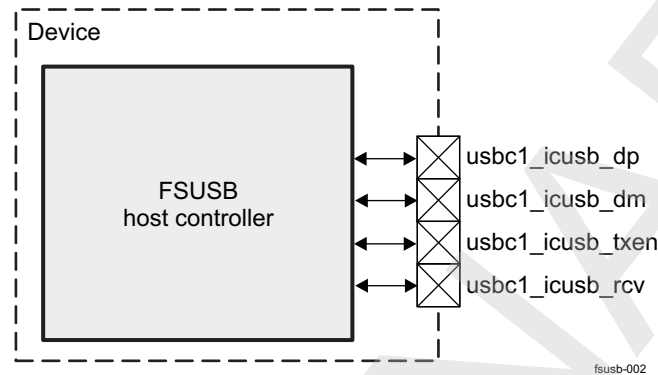 Device
FSUSB
host controller
usbc1_icusb_dp
usbc1_icusb_dm
usbc1_icusb_txen
usbc1_icusb_rcv
fsusb-002